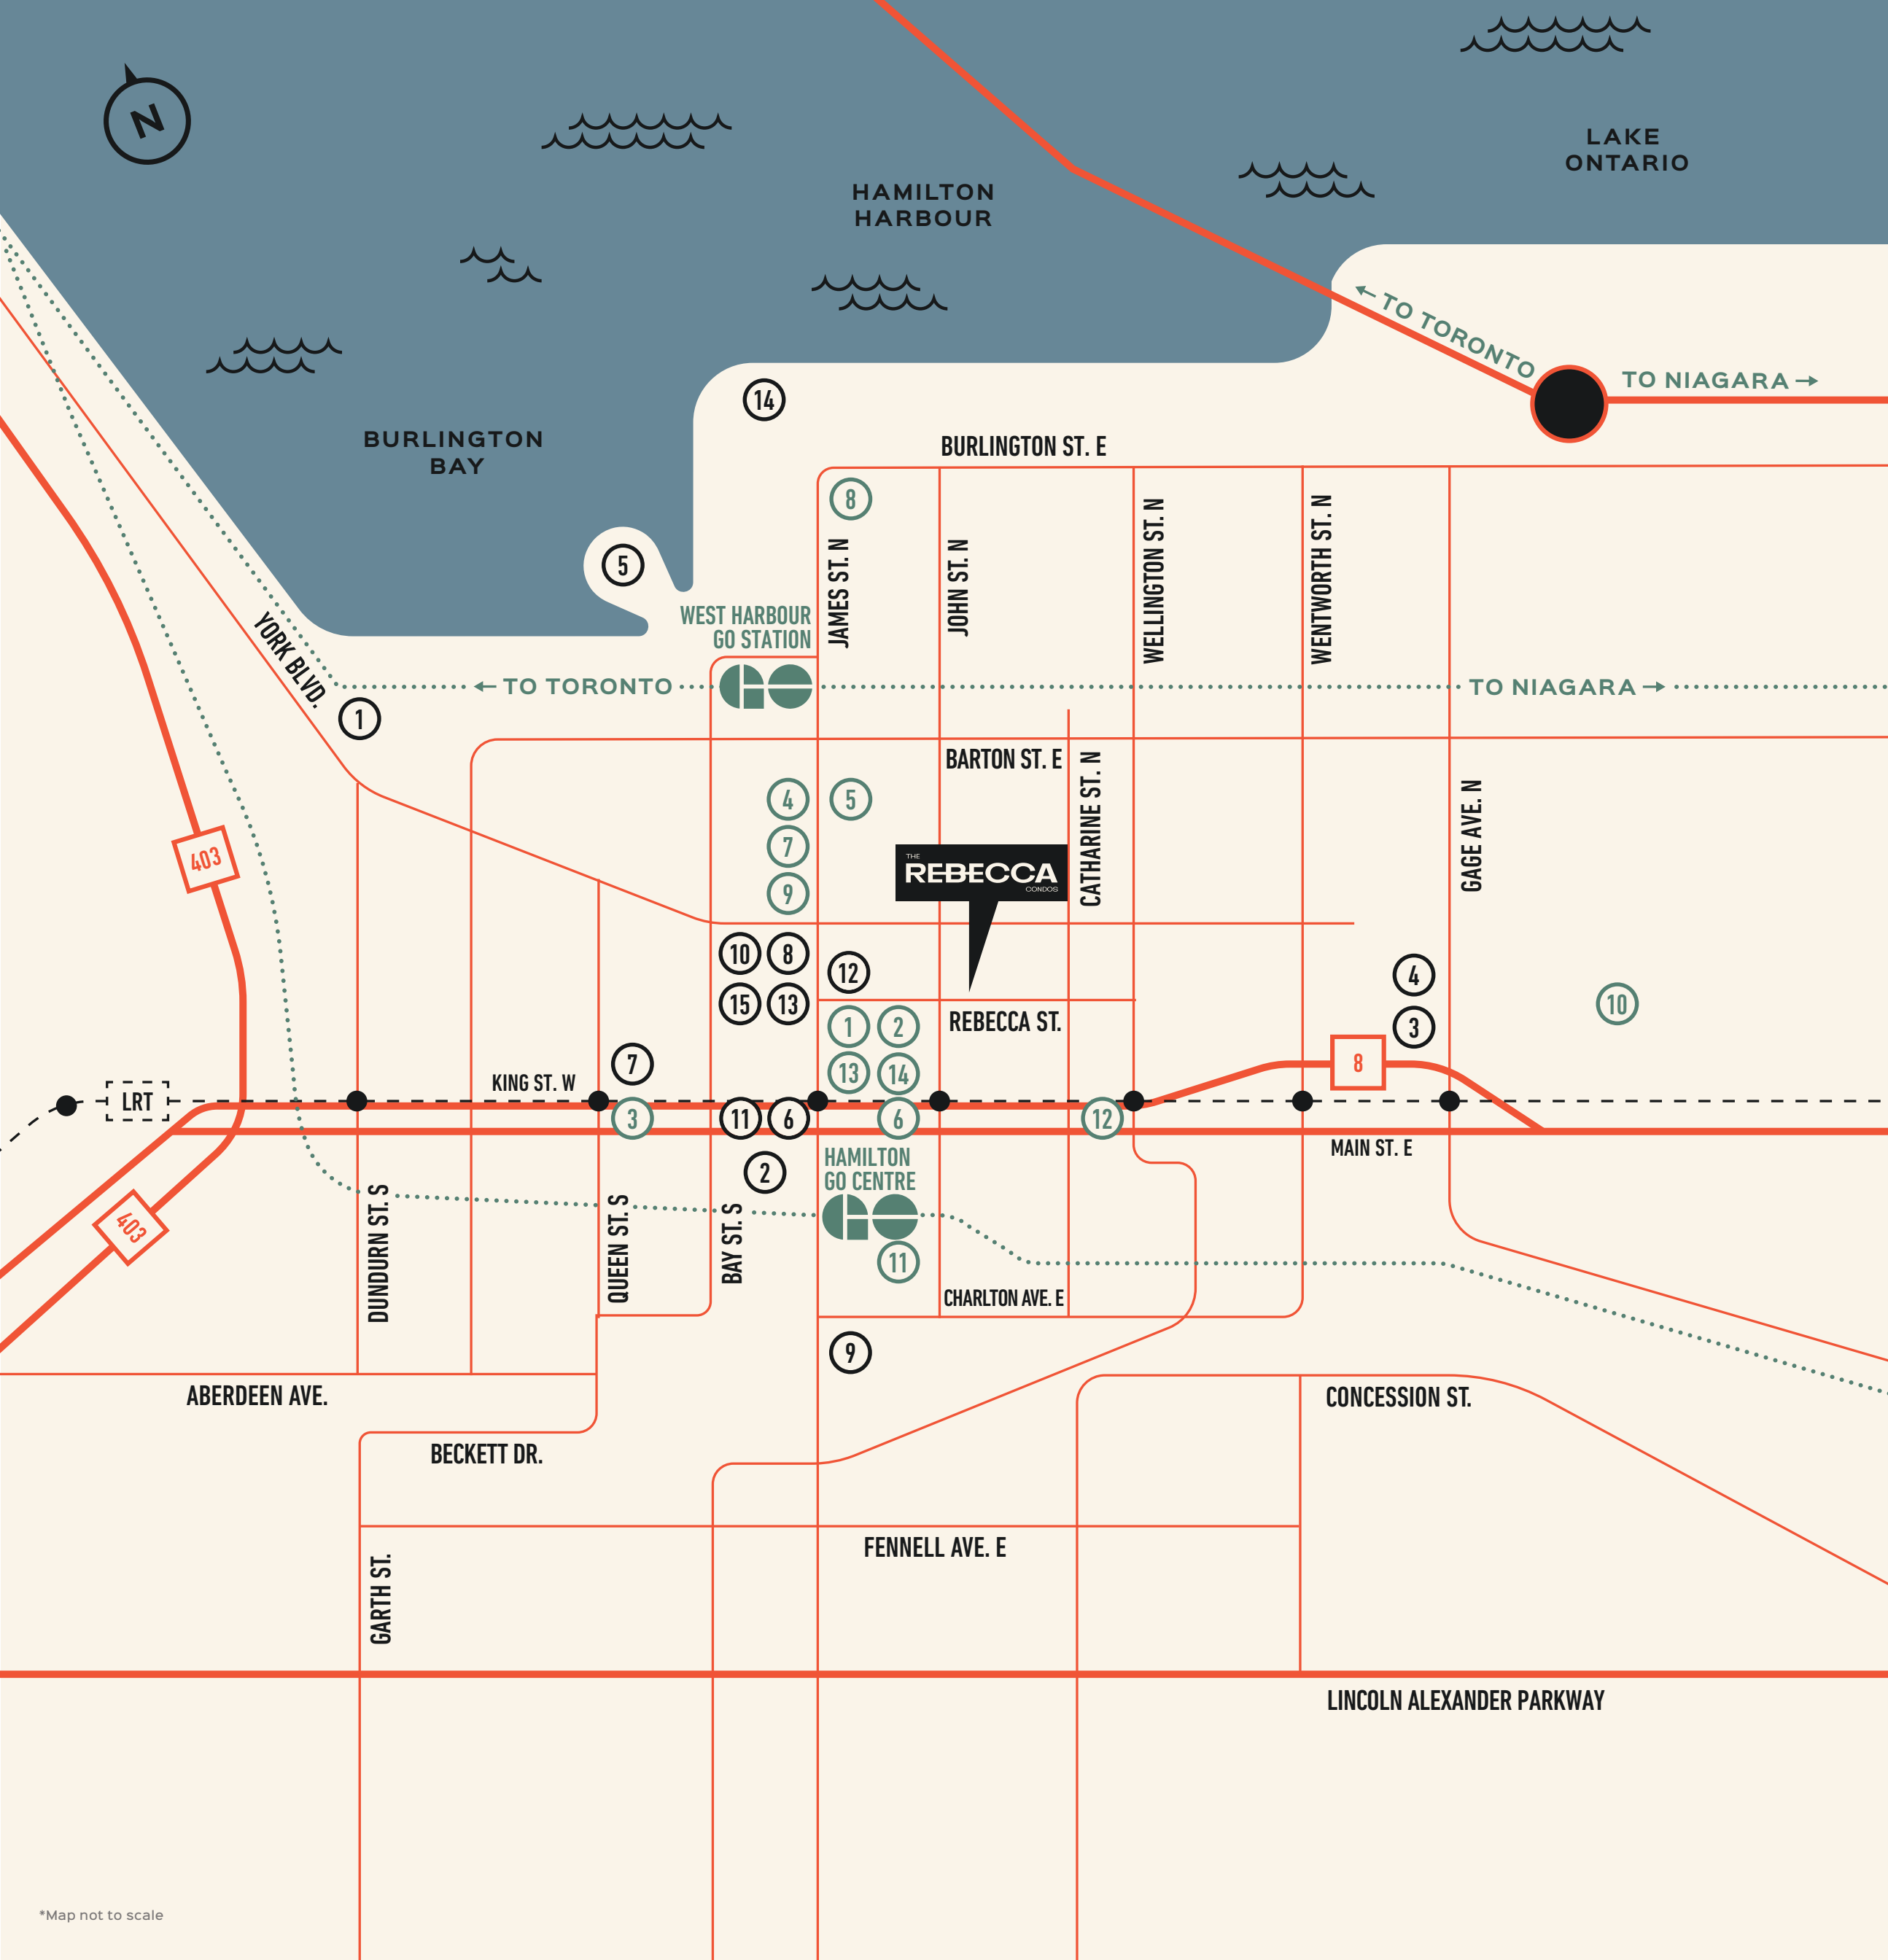 N
LAKE
ONTARIO
HAMILTON
HARBOUR
← TO TORONTO
TO NIAGARA →
14
BURLINGTON
BAY
BURLINGTON ST. E
8
JAMES ST. N
JOHN ST. N
WELLINGTON ST. N
WENTWORTH ST. N
5
WEST HARBOUR
GO STATION
YORK BLVD.
← TO TORONTO
TO NIAGARA →
1
BARTON ST. E
CATHARINE ST. N
GAGE AVE. N
4
5
7
9
403
THE
REBECCA
CONDOS
10
8
12
15
13
4
3
10
REBECCA ST.
1
2
13
14
7
8
KING ST. W
LRT
3
11
6
6
12
MAIN ST. E
2
HAMILTON
GO CENTRE
403
DUNDURN ST. S
QUEEN ST. S
BAY ST. S
11
CHARLTON AVE. E
9
ABERDEEN AVE.
CONCESSION ST.
BECKETT DR.
FENNELL AVE. E
GARTH ST.
LINCOLN ALEXANDER PARKWAY
*Map not to scale